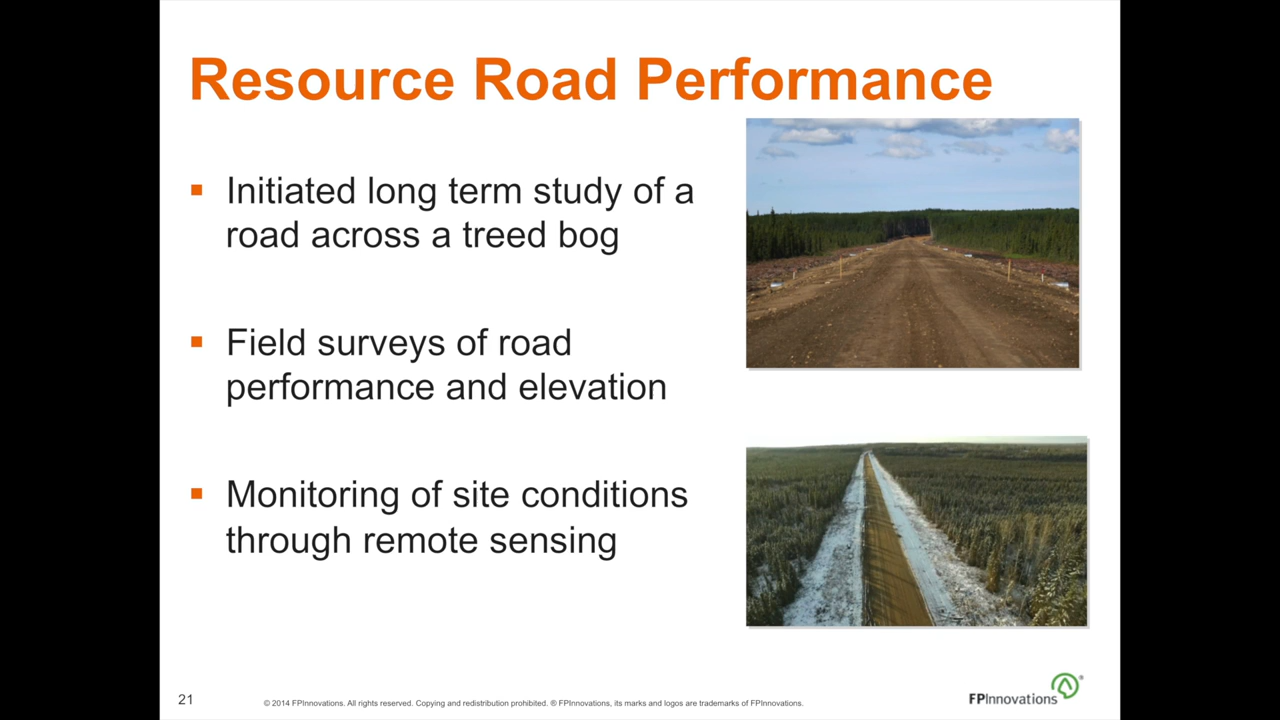 Resource Road Performance
Initiated long term study of a
road across a treed bog
Field surveys of road
performance and elevation
Monitoring of site conditions
through remote sensing
21
© 2014 FPInnovations. All rights reserved. Copying and redistribution prohibited. ® FPInnovations, its marks and logos are trademarks of FPInnovations.
FPInnovations®